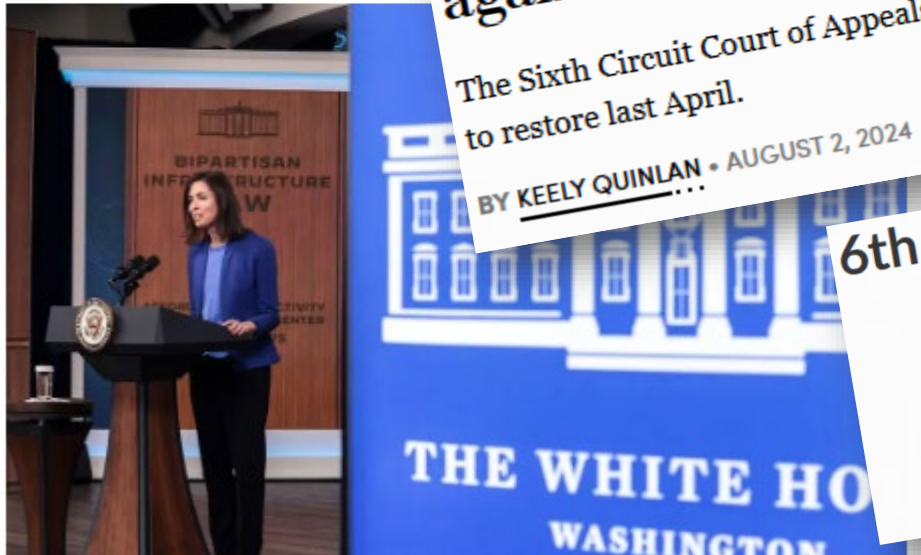 The Sixth Circuit Court of Appeals
to restore last April.
BY KEELY QUINLAN • AUGUST 2, 2024
6th
BIPARTISAN
INFRASTRUCTURE
LAW
THE WHITE HO
WASHINGTON